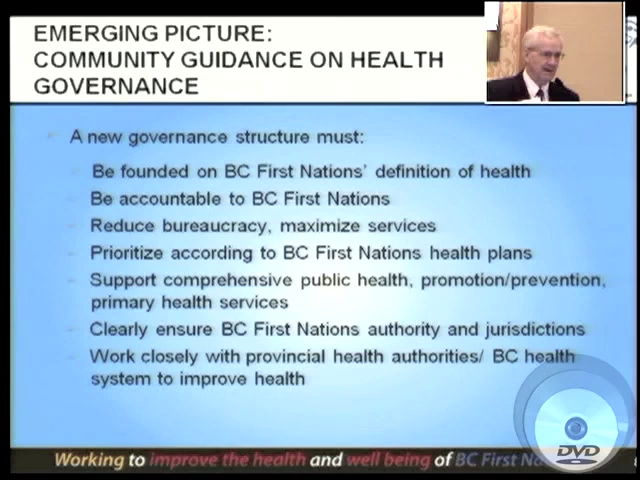 EMERGING PICTURE:
COMMUNITY GUIDANCE ON HEALTH
GOVERNANCE
A new governance structure must:
Be founded on BC First Nations' definition of health
Be accountable to BC First Nations
Reduce bureaucracy, maximize services
Prioritize according to BC First Nations health plans
Support comprehensive public health, promotion/prevention,
primary health services
Clearly ensure BC First Nations authority and jurisdictions
Work closely with provincial health authorities/ BC health
system to improve health
Working to improve the health and well being of BC First
DVD